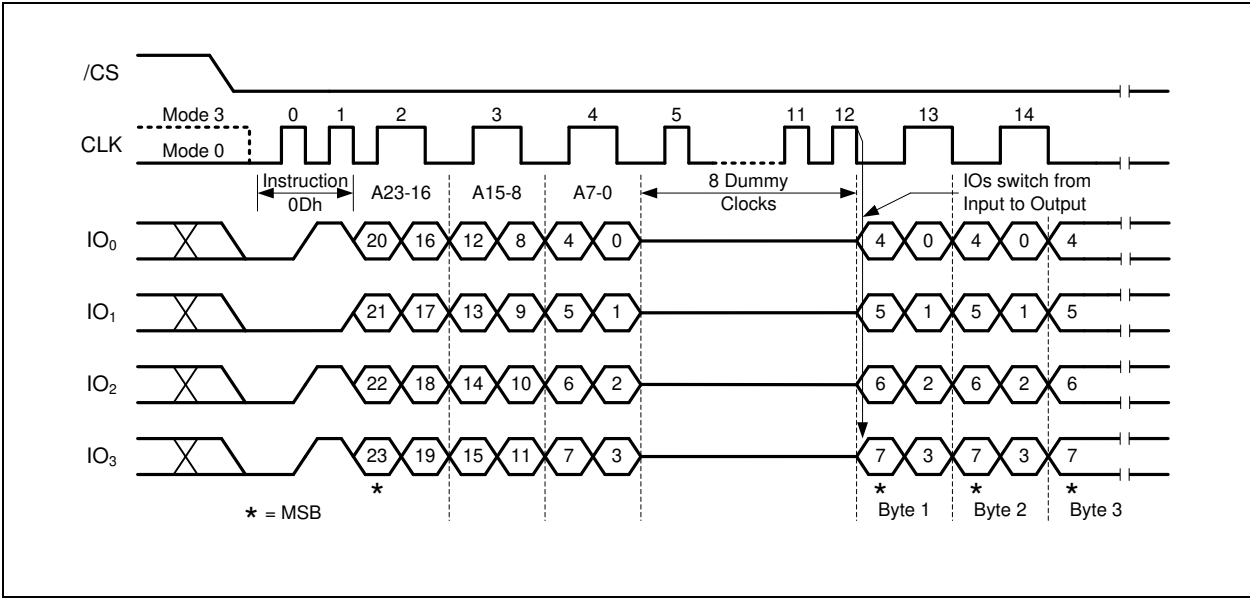 /CS
Mode 3 0 1 2 3 4 5 11 12 13 14
CLK
Mode 0
Instruction
0Dh
A23-16 A15-8 A7-0
8 Dummy
Clocks
IOs switch from
Input to Output
IO0 20 16 12 8 4 0 4 0 4 0 4
IO1 21 17 13 9 5 1 5 1 5 1 5
IO2 22 18 14 10 6 2 6 2 6 2 6
IO3 23 19 15 11 7 3 7 3 7 3 7
* * * *
* = MSB
Byte 1 Byte 2 Byte 3